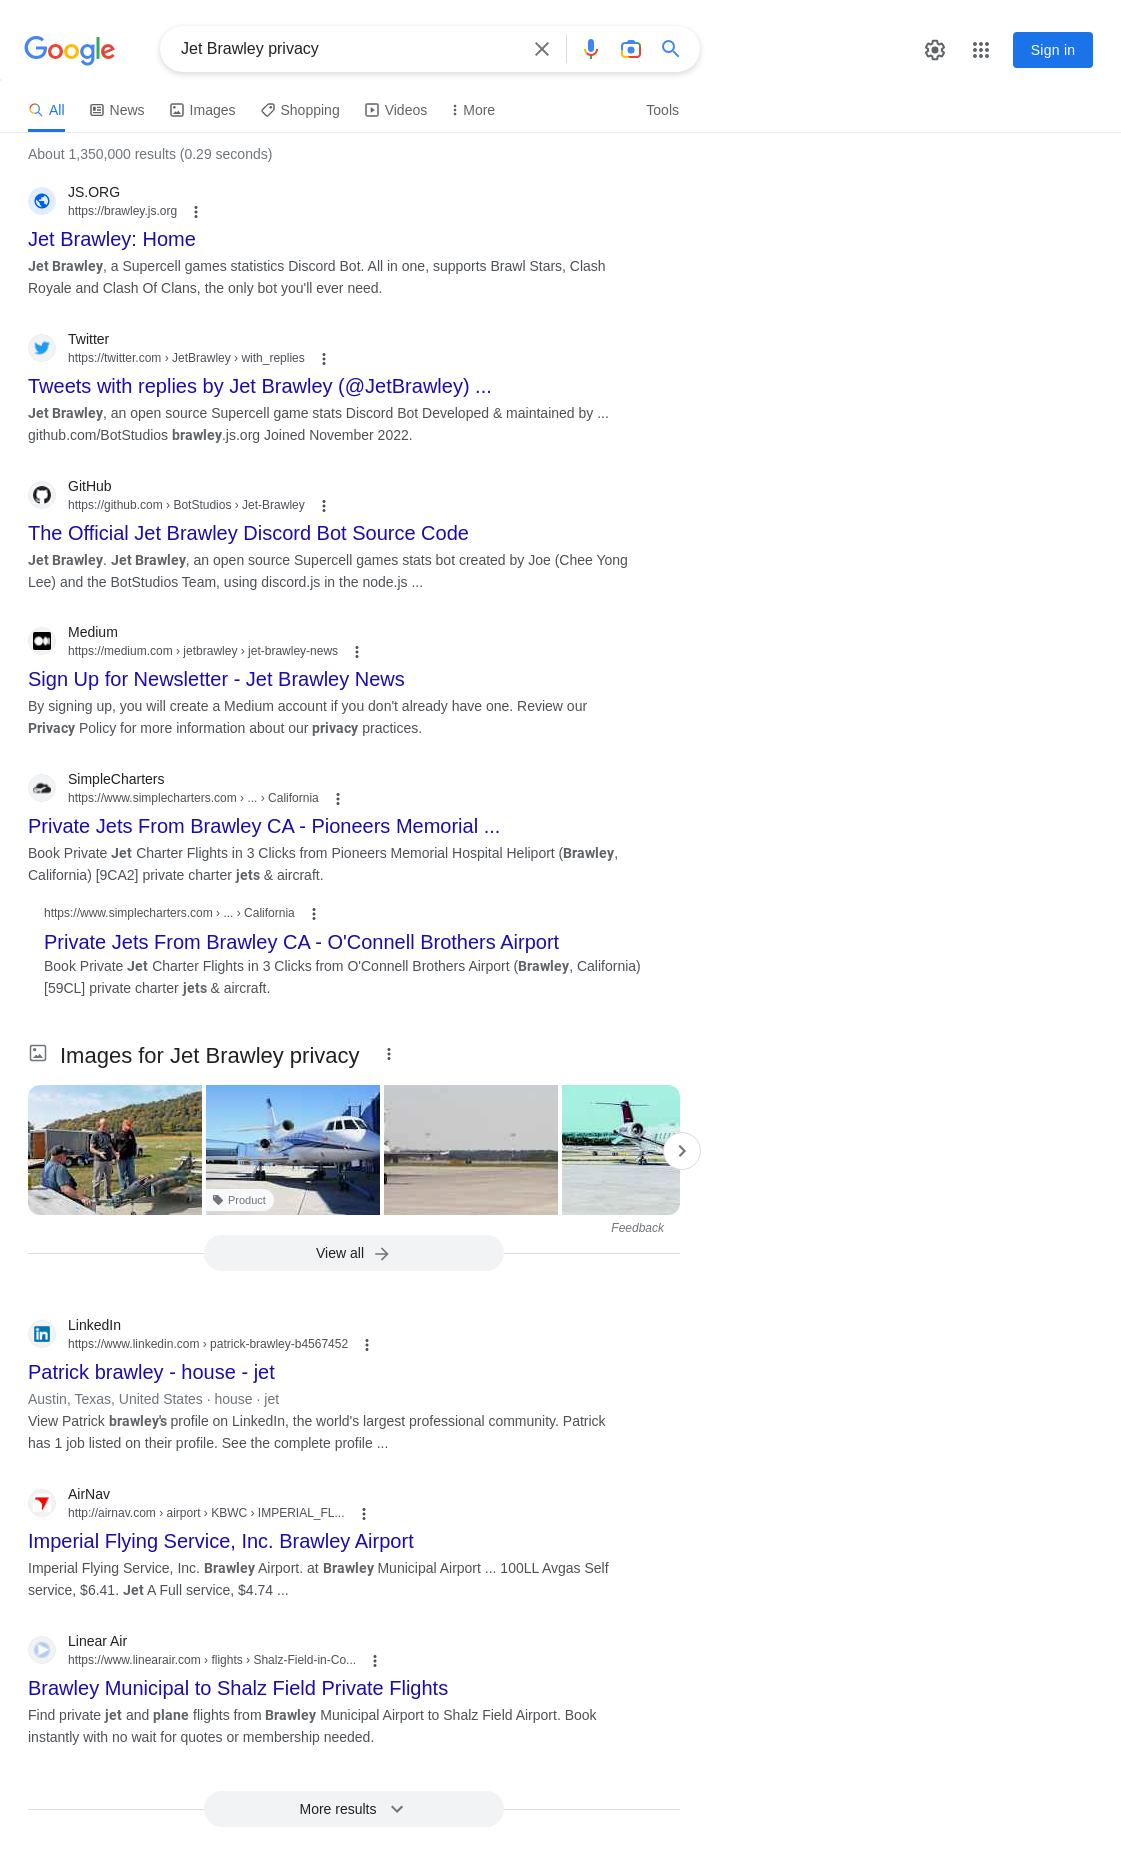 Google
Jet Brawley privacy
Sign in
All
News
Images
Shopping
Videos
More
Tools
About 1,350,000 results (0.29 seconds)
JS.ORG
https://brawley.js.org
Jet Brawley: Home
Jet Brawley, a Supercell games statistics Discord Bot. All in one, supports Brawl Stars, Clash
Royale and Clash Of Clans, the only bot you'll ever need.
Twitter
https://twitter.com › JetBrawley › with_replies
Tweets with replies by Jet Brawley (@JetBrawley) ...
Jet Brawley, an open source Supercell game stats Discord Bot Developed & maintained by ...
github.com/BotStudios brawley.js.org Joined November 2022.
GitHub
https://github.com › BotStudios › Jet-Brawley
The Official Jet Brawley Discord Bot Source Code
Jet Brawley. Jet Brawley, an open source Supercell games stats bot created by Joe (Chee Yong
Lee) and the BotStudios Team, using discord.js in the node.js ...
Medium
https://medium.com › jetbrawley › jet-brawley-news
Sign Up for Newsletter - Jet Brawley News
By signing up, you will create a Medium account if you don't already have one. Review our
Privacy Policy for more information about our privacy practices.
SimpleCharters
https://www.simplecharters.com › ... › California
Private Jets From Brawley CA - Pioneers Memorial ...
Book Private Jet Charter Flights in 3 Clicks from Pioneers Memorial Hospital Heliport (Brawley,
California) [9CA2] private charter jets & aircraft.
https://www.simplecharters.com › ... › California
Private Jets From Brawley CA - O'Connell Brothers Airport
Book Private Jet Charter Flights in 3 Clicks from O'Connell Brothers Airport (Brawley, California)
[59CL] private charter jets & aircraft.
Images for Jet Brawley privacy
Product
Feedback
View all
LinkedIn
https://www.linkedin.com › patrick-brawley-b4567452
Patrick brawley - house - jet
Austin, Texas, United States · house · jet
View Patrick brawley's profile on LinkedIn, the world's largest professional community. Patrick
has 1 job listed on their profile. See the complete profile ...
AirNav
http://airnav.com › airport › KBWC › IMPERIAL_FL...
Imperial Flying Service, Inc. Brawley Airport
Imperial Flying Service, Inc. Brawley Airport. at Brawley Municipal Airport ... 100LL Avgas Self
service, $6.41. Jet A Full service, $4.74 ...
Linear Air
https://www.linearair.com › flights › Shalz-Field-in-Co...
Brawley Municipal to Shalz Field Private Flights
Find private jet and plane flights from Brawley Municipal Airport to Shalz Field Airport. Book
instantly with no wait for quotes or membership needed.
More results